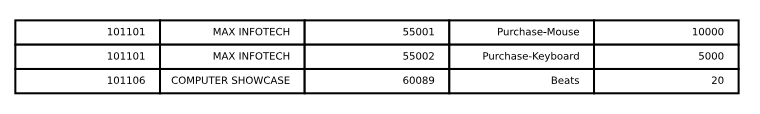 101101 MAX INFOTECH 55001 Purchase-Mouse 10000
101101 MAX INFOTECH 55002 Purchase-Keyboard 5000
101106 COMPUTER SHOWCASE 60089 Beats 20